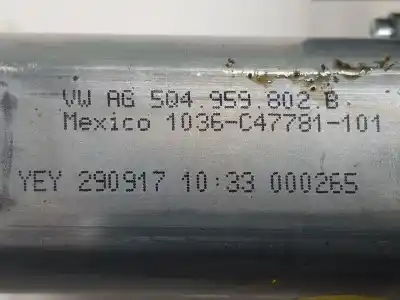 VW AG 5Q4.959.802 B
Mexico 1036-C47781-101
YEY 290917 10:33 000265